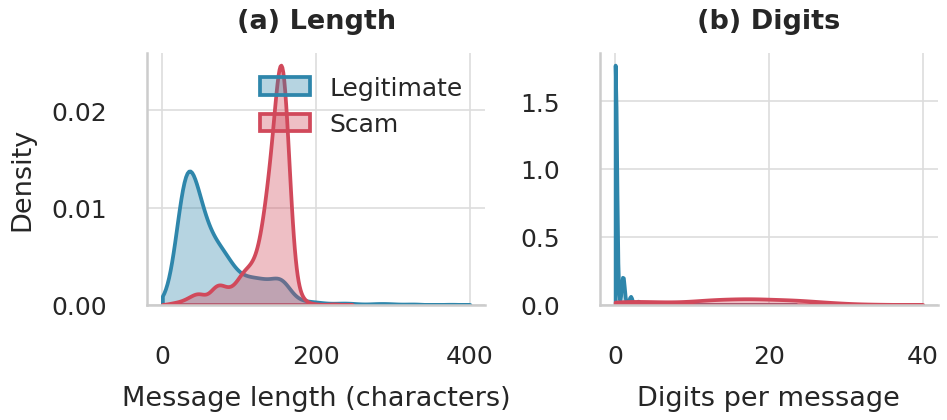 (a) Length
Density
0.02
0.01
0.00
Legitimate
Scam
0
200
400
Message length (characters)
(b) Digits
1.5
1.0
0.5
0.0
0
20
40
Digits per message